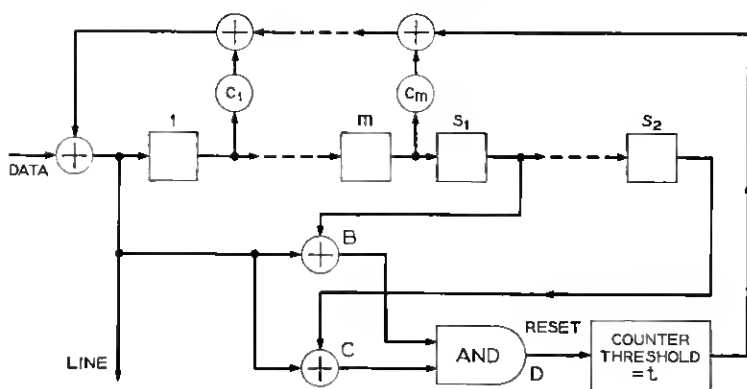 C1
Cm
1
m
S1
S2
DATA
B
LINE
C
AND
D
RESET
COUNTER
THRESHOLD
= t